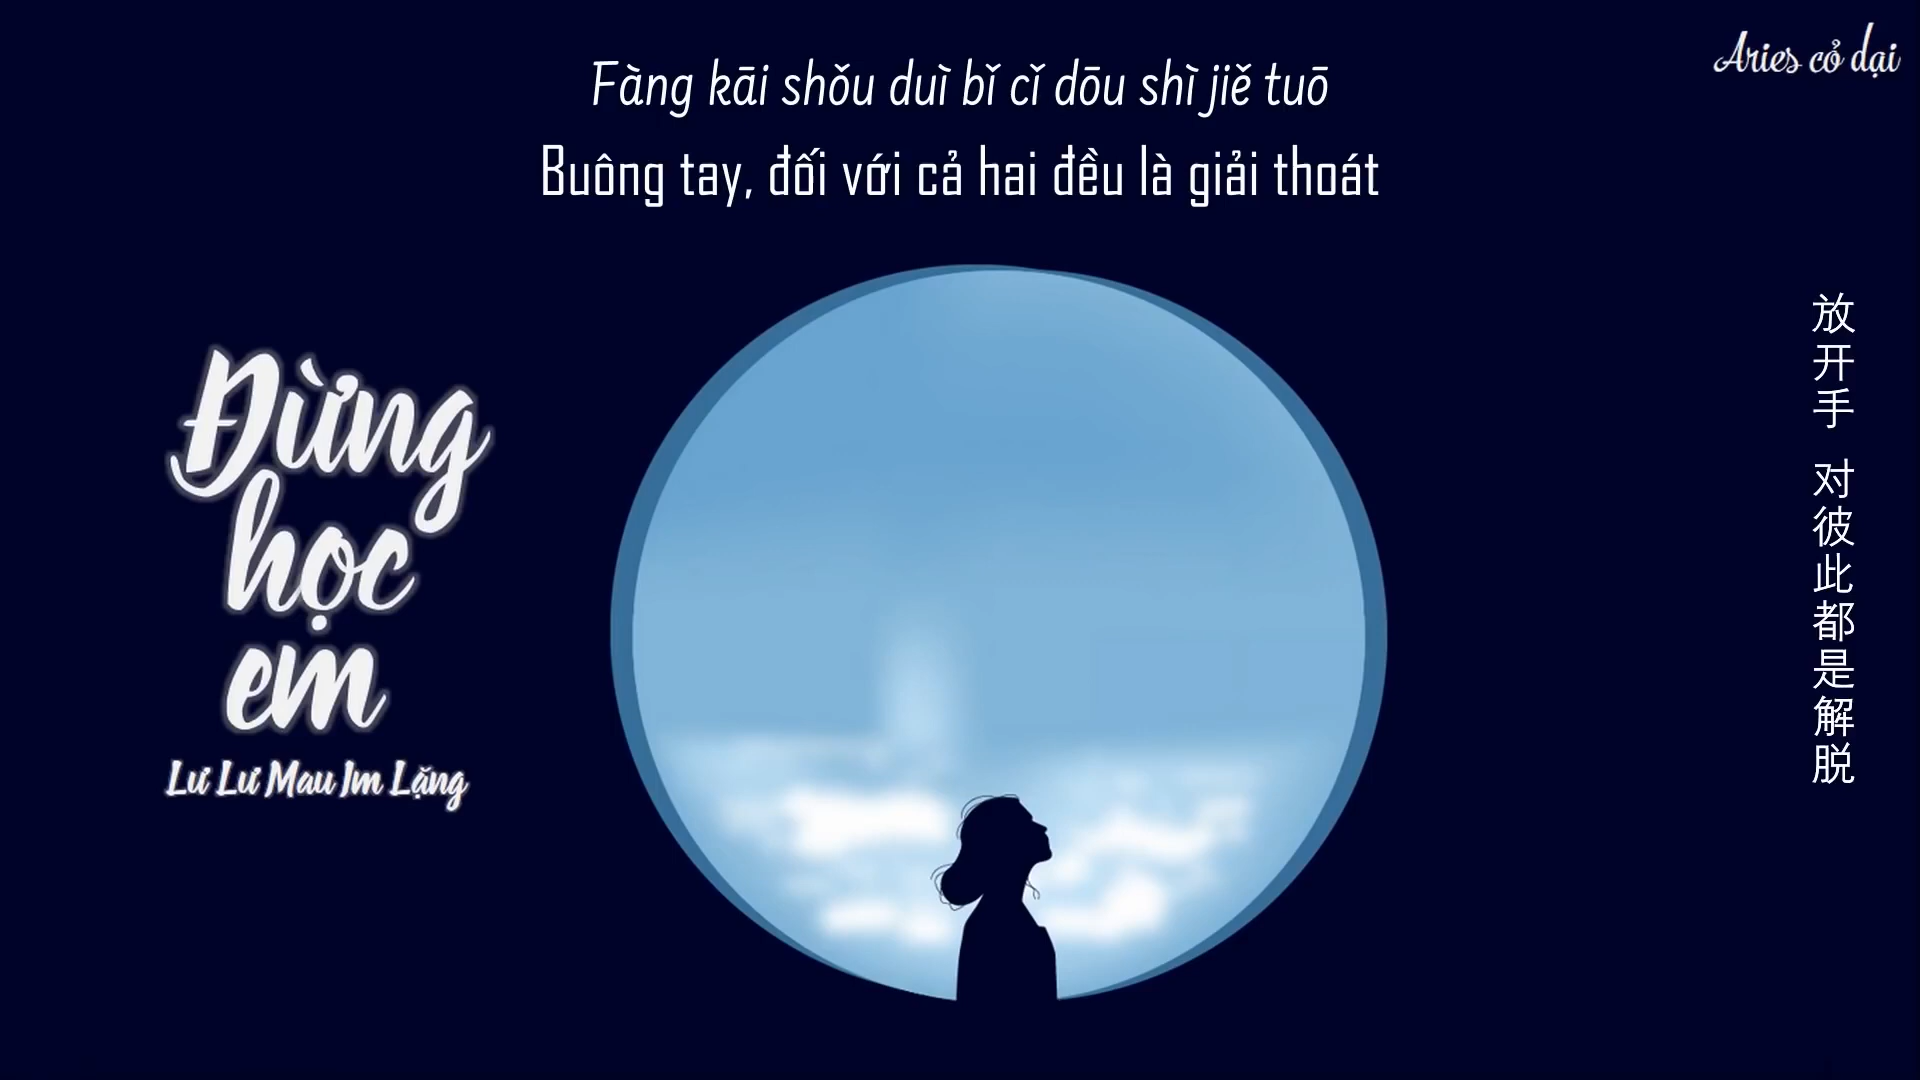 Aries cỏ dại
Fàng kāi shǒu duì bǐ cǐ dōu shì jiě tuō
Buông tay, đối với cả hai đều là giải thoát
Đừng
học
em
Lư Lư Mau Im Lặng
放开手 对彼此都是解脱